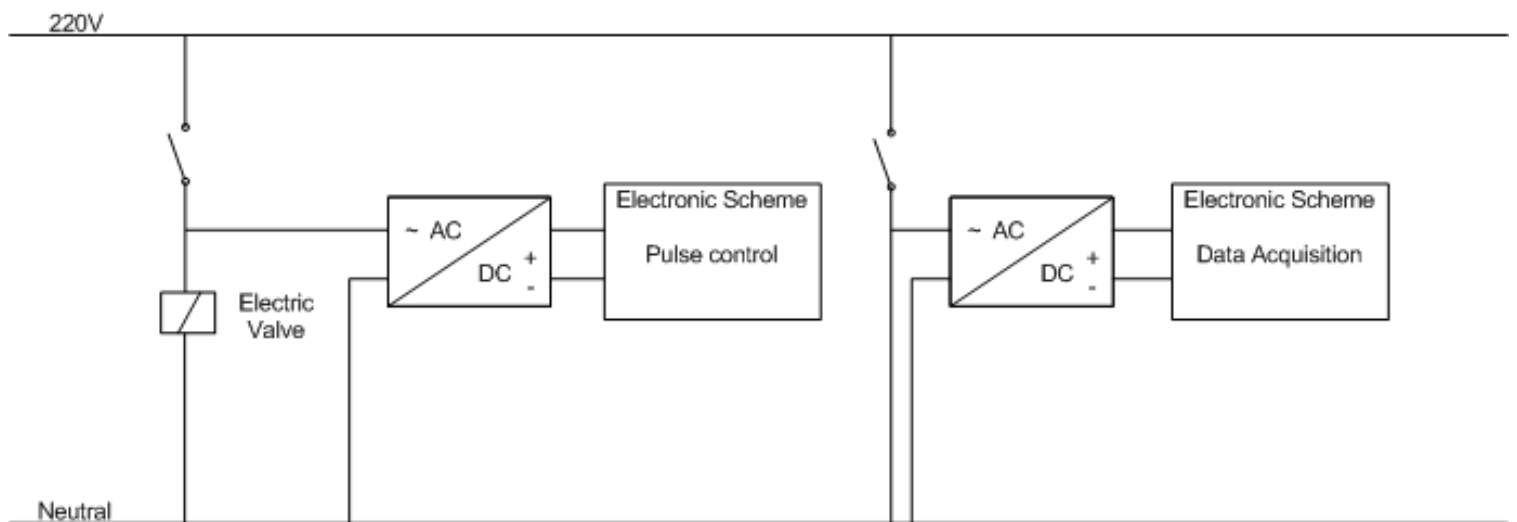 220V
~ AC
DC + -
Electronic Scheme
Pulse control
~ AC
DC + -
Electronic Scheme
Data Acquisition
Electric
Valve
Neutral